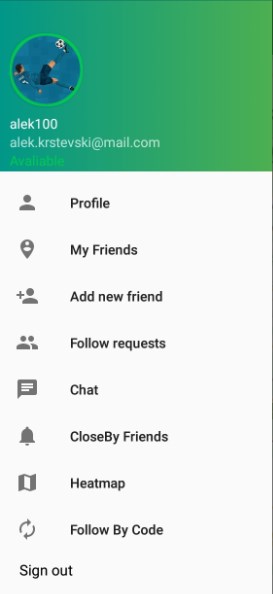 alek100
alek.krstevski@mail.com
Avaliable
Profile
My Friends
Add new friend
Follow requests
Chat
CloseBy Friends
Heatmap
Follow By Code
Sign out